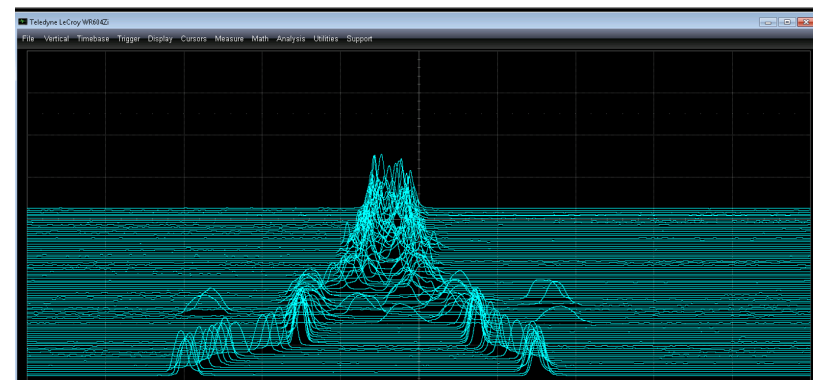 Teledyne LeCroy WR604Zi
File Vertical Timebase Trigger Display Cursors Measure Math Analysis Utilities Support